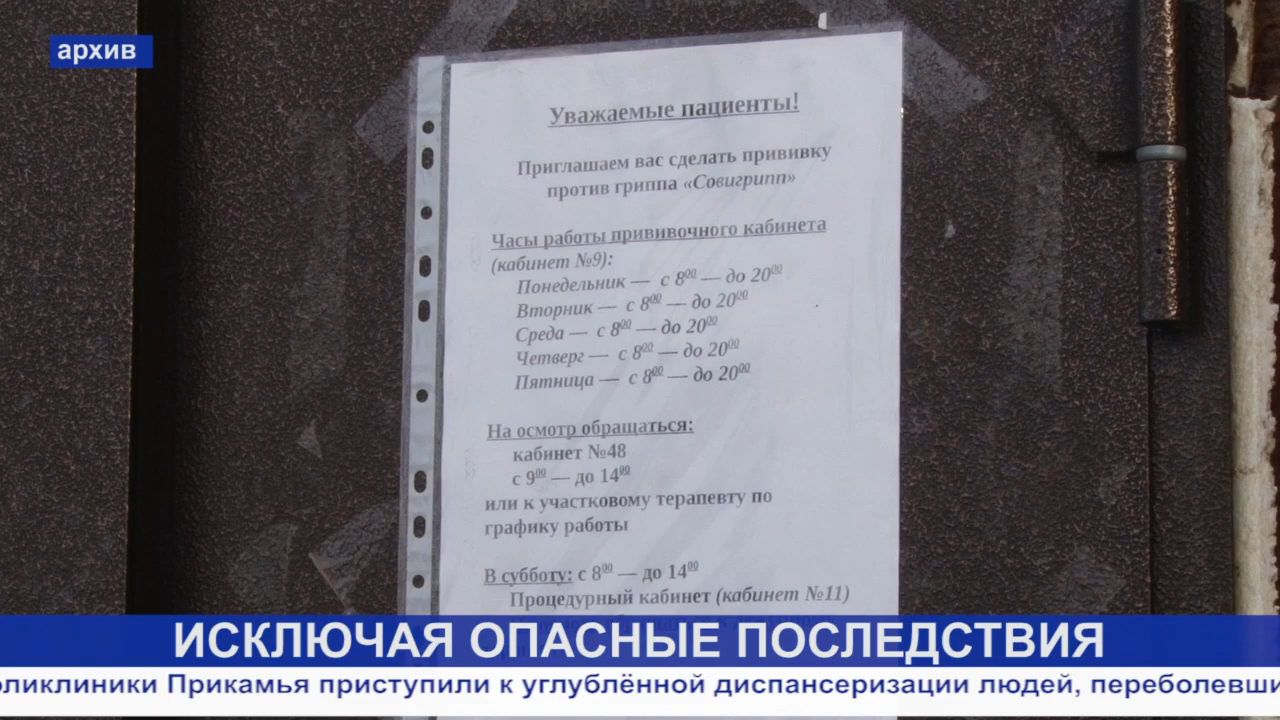 архив
Уважаемые пациенты!
Приглашаем вас сделать прививку
против гриппа «Совигрипп»
Часы работы прививочного кабинета
(кабинет №9):
Понедельник — с 8⁰⁰ — до 20⁰⁰
Вторник — с 8⁰⁰ — до 20⁰⁰
Среда — с 8⁰⁰ — до 20⁰⁰
Четверг — с 8⁰⁰ — до 20⁰⁰
Пятница — с 8⁰⁰ — до 20⁰⁰
На осмотр обращаться:
кабинет №48
с 9⁰⁰ — до 14⁰⁰
или к участковому терапевту по
графику работы
В субботу: с 8⁰⁰ — до 14⁰⁰
Процедурный кабинет (кабинет №11)
ИСКЛЮЧАЯ ОПАСНЫЕ ПОСЛЕДСТВИЯ
оликлиники Прикамья приступили к углублённой диспансеризации людей, переболевши